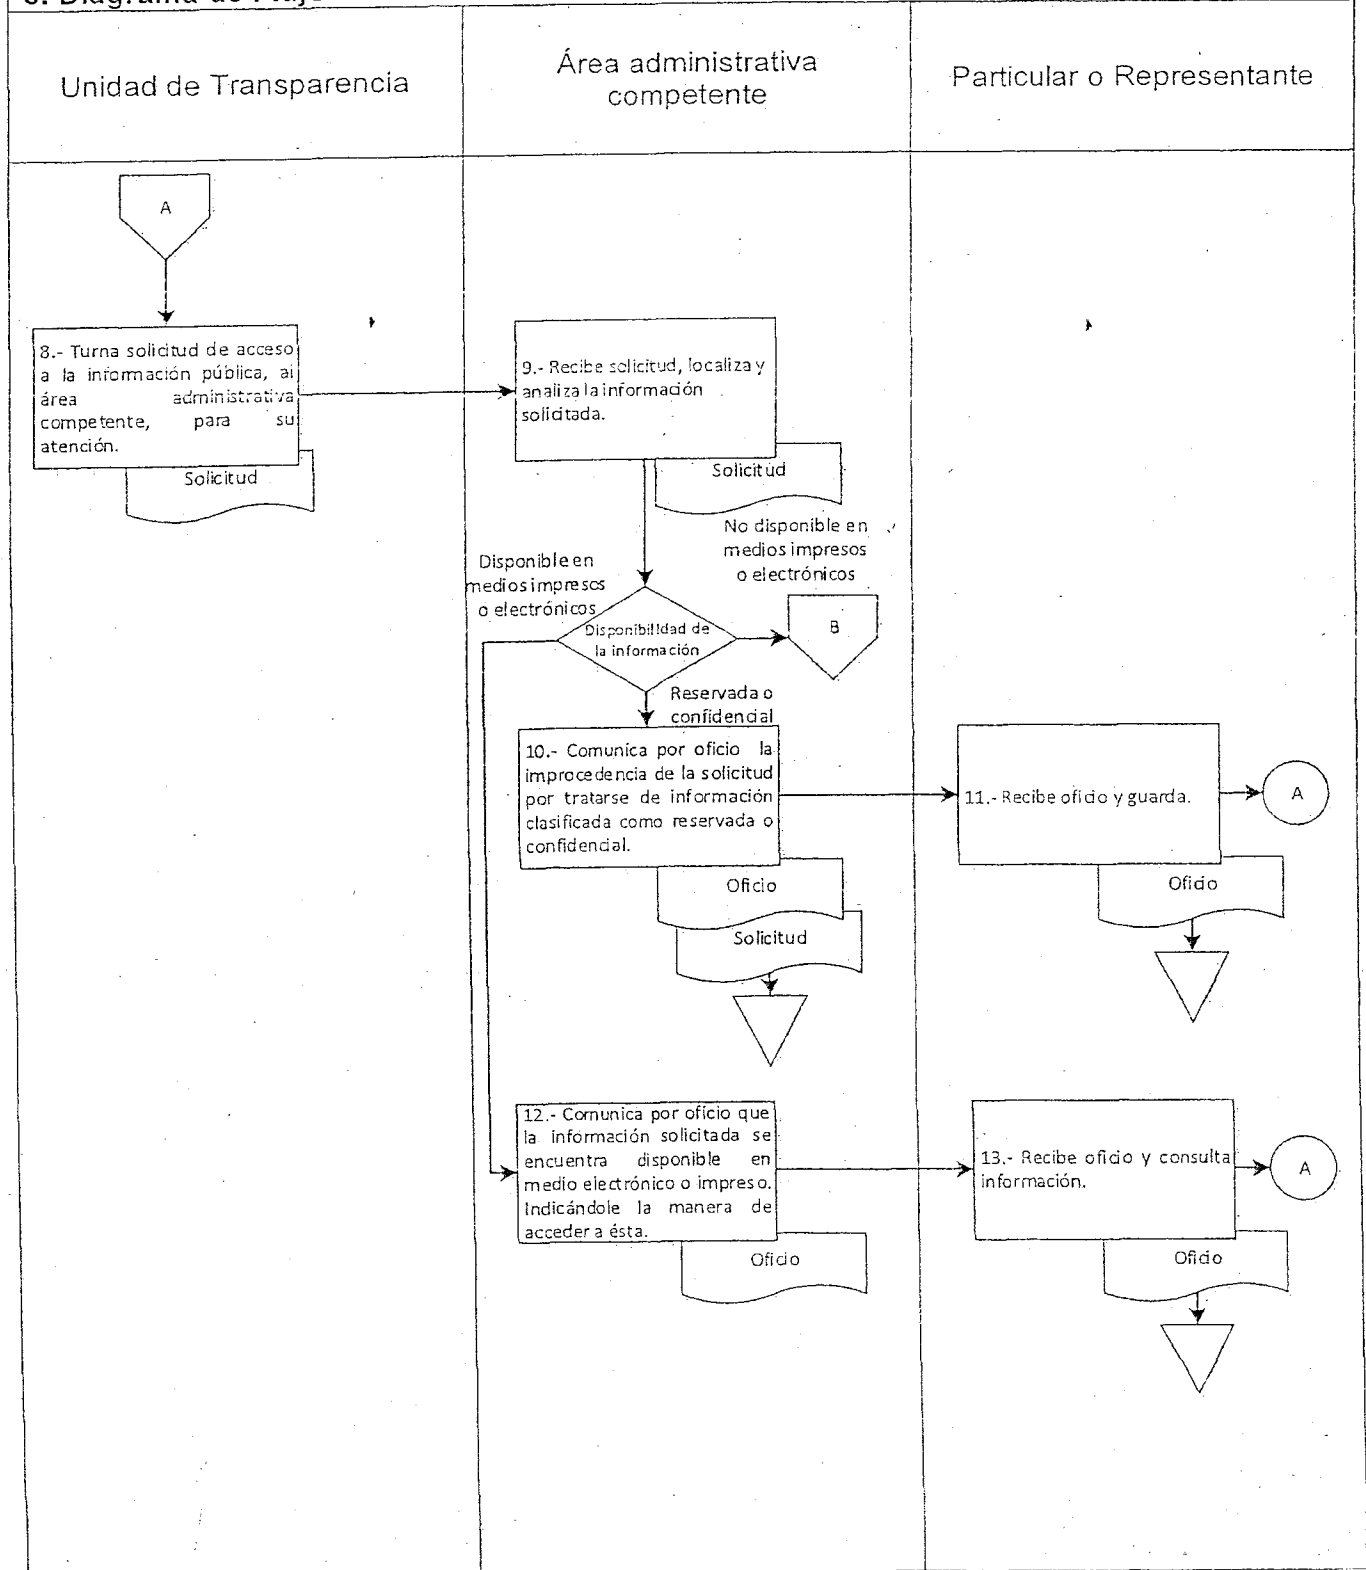 Unidad de Transparencia
Área administrativa
competente
Particular o Representante
A
8.- Turna solicitud de acceso
a la información pública, al
área administrativa
competente, para su
atención.
Solicitud
9.- Recibe solicitud, localiza y
analiza la información
solicitada.
Solicitud
Disponible en
medios impresos
o electrónicos
No disponible en
medios impresos
o electrónicos
Disponibilidad de
la información
B
Reservada o
confidencial
10.- Comunica por oficio la
improcedencia de la solicitud
por tratarse de información
clasificada como reservada o
confidencial.
Oficio
Solicitud
11.- Recibe oficio y guarda.
A
Oficio
12.- Comunica por oficio que
la información solicitada se
encuentra disponible en
medio electrónico o impreso.
Indicándole la manera de
acceder a ésta.
Oficio
13.- Recibe oficio y consulta
información.
A
Oficio